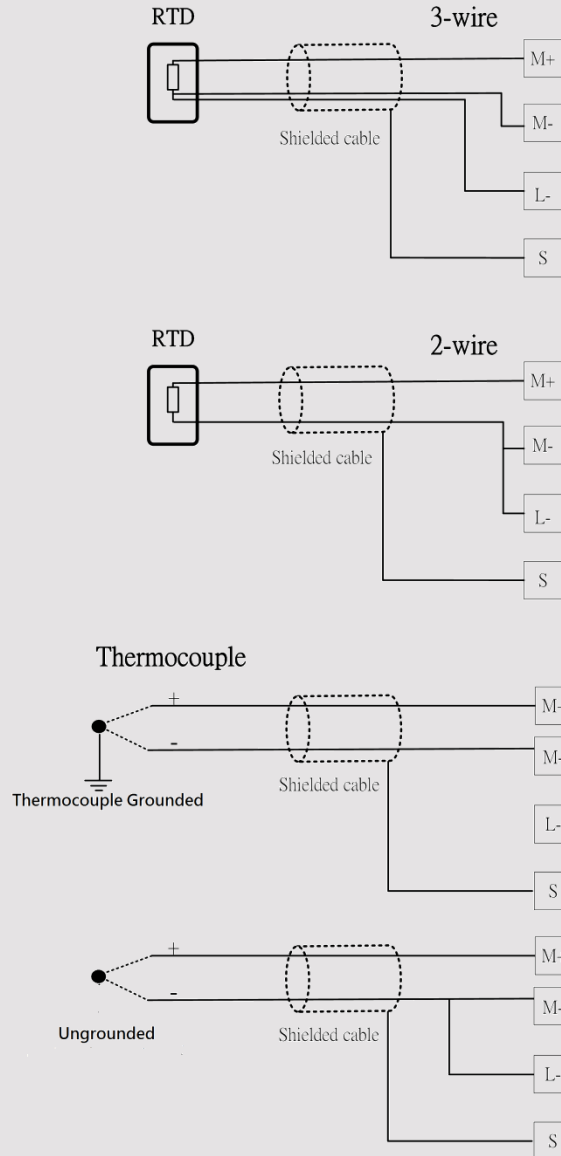 RTD
3-wire
M+
M-
Shielded cable
L-
S
RTD
2-wire
M+
M-
Shielded cable
L-
S
Thermocouple
+
M-
-
M-
Shielded cable
Thermocouple Grounded
L-
S
+
M-
-
M-
Ungrounded
Shielded cable
L-
S